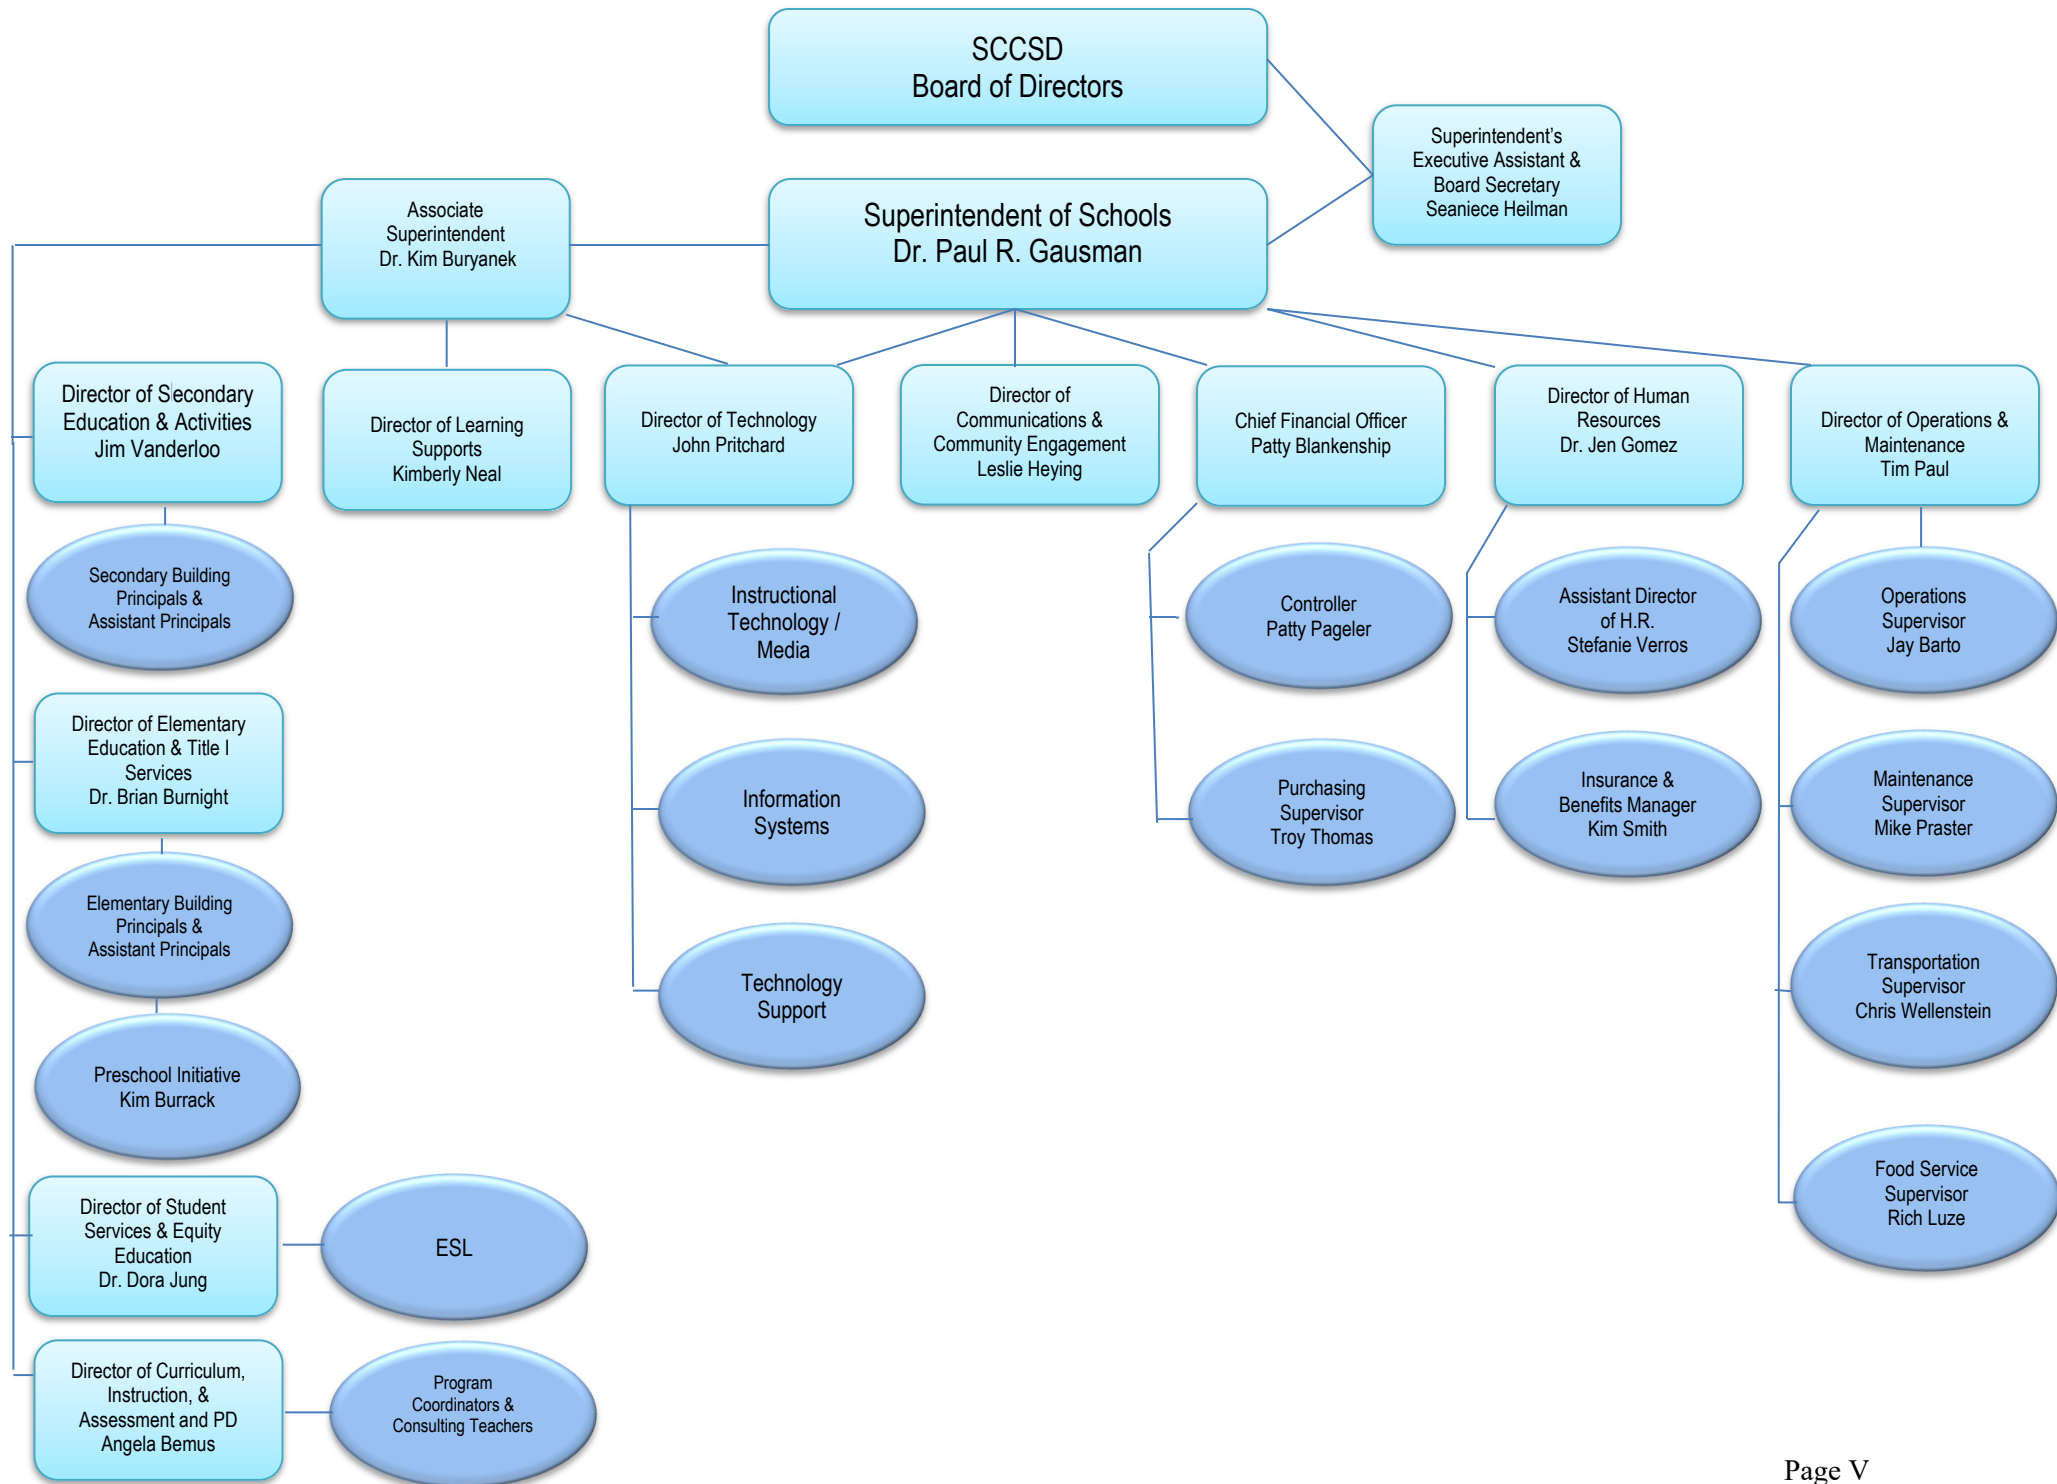 SCCSD
Board of Directors
Superintendent’s
Executive Assistant &
Board Secretary
Seaniece Heilman
Associate
Superintendent
Dr. Kim Buryanek
Superintendent of Schools
Dr. Paul R. Gausman
Director of Secondary
Education & Activities
Jim Vanderloo
Director of Learning
Supports
Kimberly Neal
Director of Technology
John Pritchard
Director of
Communications &
Community Engagement
Leslie Heying
Chief Financial Officer
Patty Blankenship
Director of Human
Resources
Dr. Jen Gomez
Director of Operations &
Maintenance
Tim Paul
Secondary Building
Principals &
Assistant Principals
Instructional
Technology /
Media
Controller
Patty Pageler
Assistant Director
of H.R.
Stefanie Verros
Operations
Supervisor
Jay Barto
Director of Elementary
Education & Title I
Services
Dr. Brian Burnight
Information
Systems
Purchasing
Supervisor
Troy Thomas
Insurance &
Benefits Manager
Kim Smith
Maintenance
Supervisor
Mike Praster
Elementary Building
Principals &
Assistant Principals
Technology
Support
Transportation
Supervisor
Chris Wellenstein
Preschool Initiative
Kim Burrack
Director of Student
Services & Equity
Education
Dr. Dora Jung
ESL
Food Service
Supervisor
Rich Luze
Director of Curriculum,
Instruction, &
Assessment and PD
Angela Bemus
Program
Coordinators &
Consulting Teachers
Page V